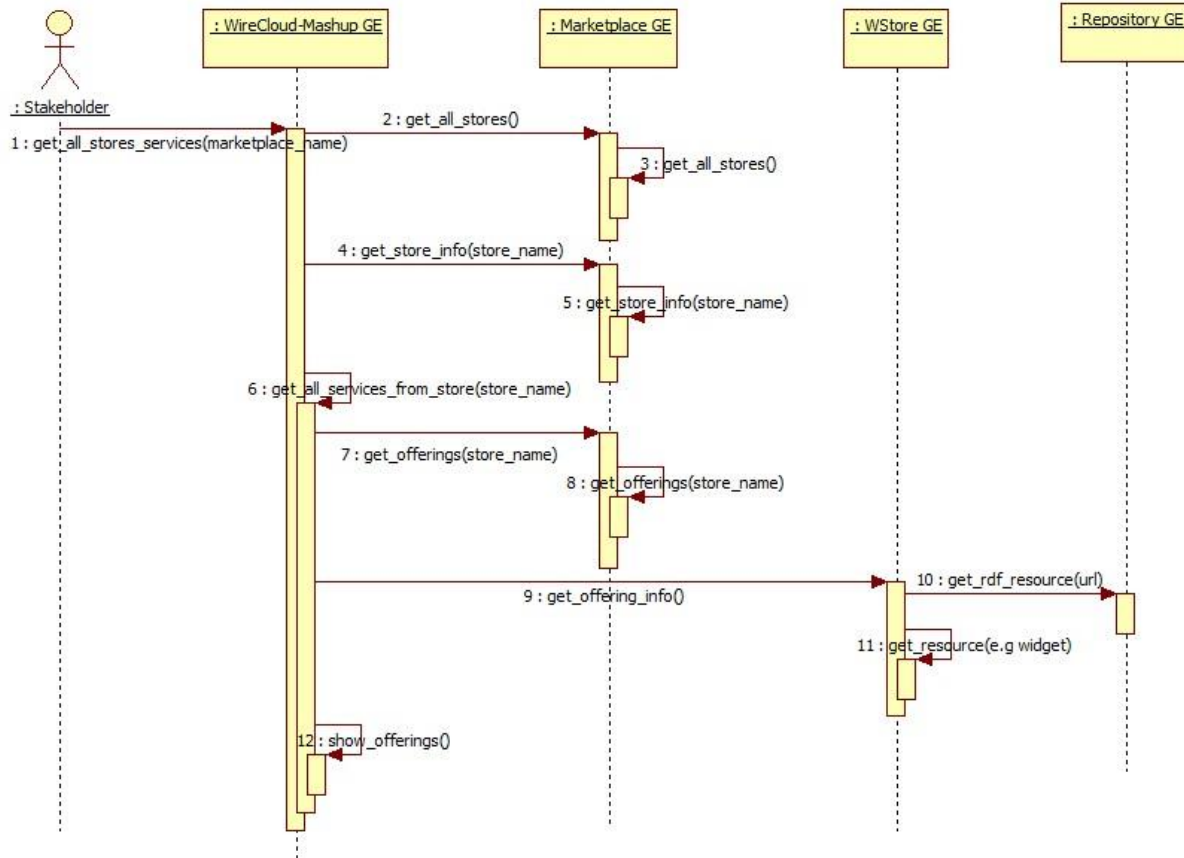 : WireCloud-Mashup GE
: Marketplace GE
: WStore GE
: Repository GE
: Stakeholder
1 : get_all_stores_services(marketplace_name)
2 : get_all_stores()
3 : get_all_stores()
4 : get_store_info(store_name)
5 : get_store_info(store_name)
6 : get_all_services_from_store(store_name)
7 : get_offerings(store_name)
8 : get_offerings(store_name)
9 : get_offering_info()
10 : get_rdf_resource(url)
11 : get_resource(e.g widget)
12 : show_offerings()